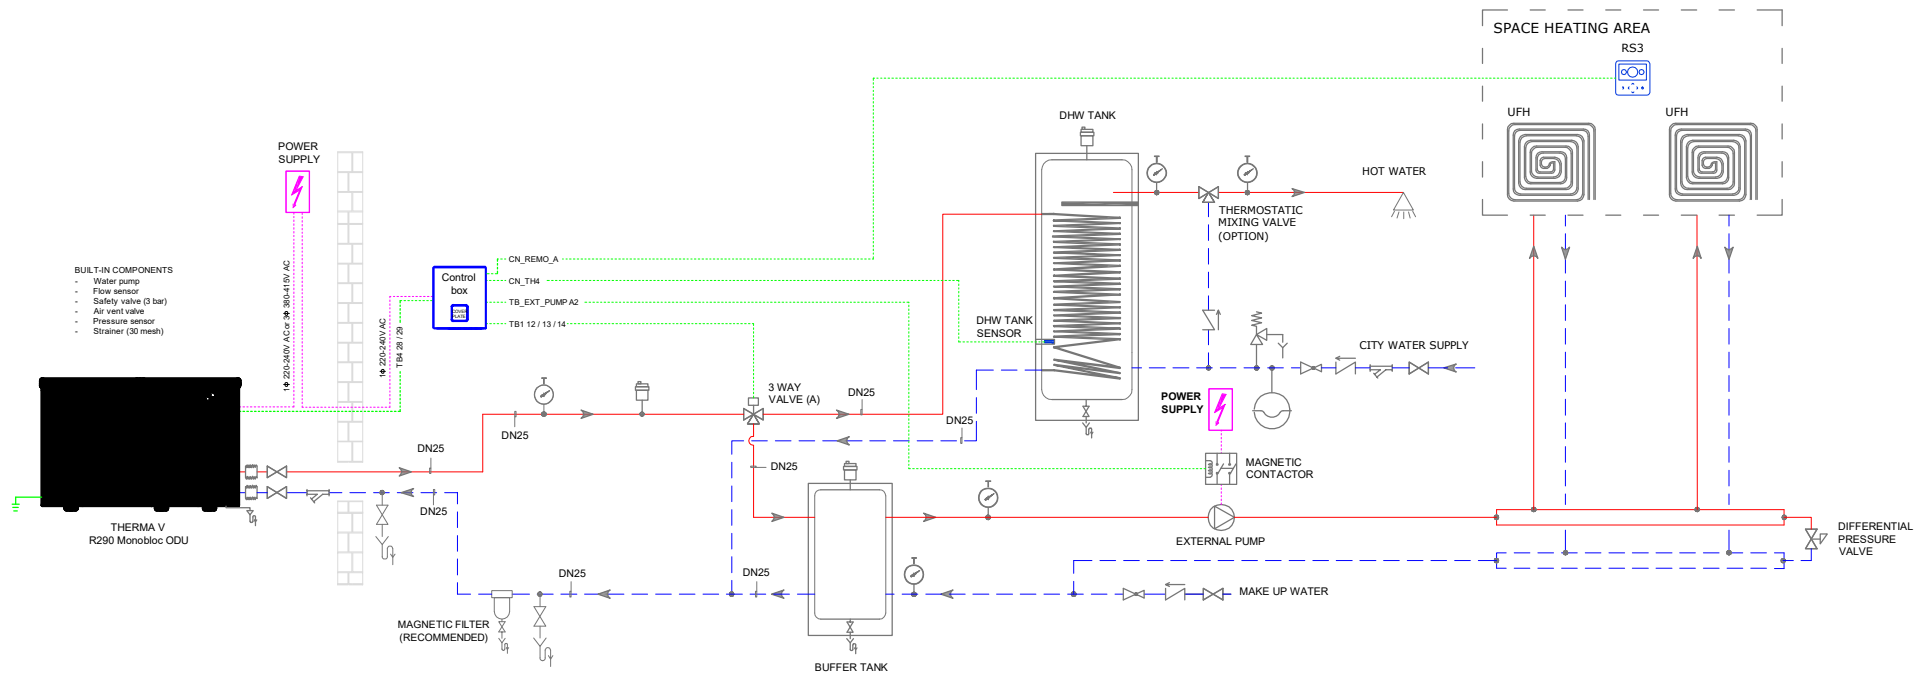 SPACE HEATING AREA
RS3
UFH
UFH
DHW TANK
POWER
SUPPLY
HOT WATER
THERMOSTATIC
MIXING VALVE
(OPTION)
BUILT-IN COMPONENTS
- Water pump
- Flow sensor
- Safety valve (3 bar)
- Air vent valve
- Pressure sensor
- Strainer (30 mesh)
1Φ 220-240V AC or 3Φ 380-415V AC
1Φ 220-240V AC
TB4 28 / 29
Control
box
COVER
PLATE
CN_REMO_A
CN_TH4
TB_EXT_PUMP A2
TB1 12 / 13 / 14
DHW TANK
SENSOR
CITY WATER SUPPLY
3 WAY
VALVE (A)
DN25
DN25
DN25
DN25
DN25
DN25
POWER
SUPPLY
MAGNETIC
CONTACTOR
THERMA V
R290 Monobloc ODU
EXTERNAL PUMP
DIFFERENTIAL
PRESSURE
VALVE
DN25
DN25
MAKE UP WATER
MAGNETIC FILTER
(RECOMMENDED)
BUFFER TANK